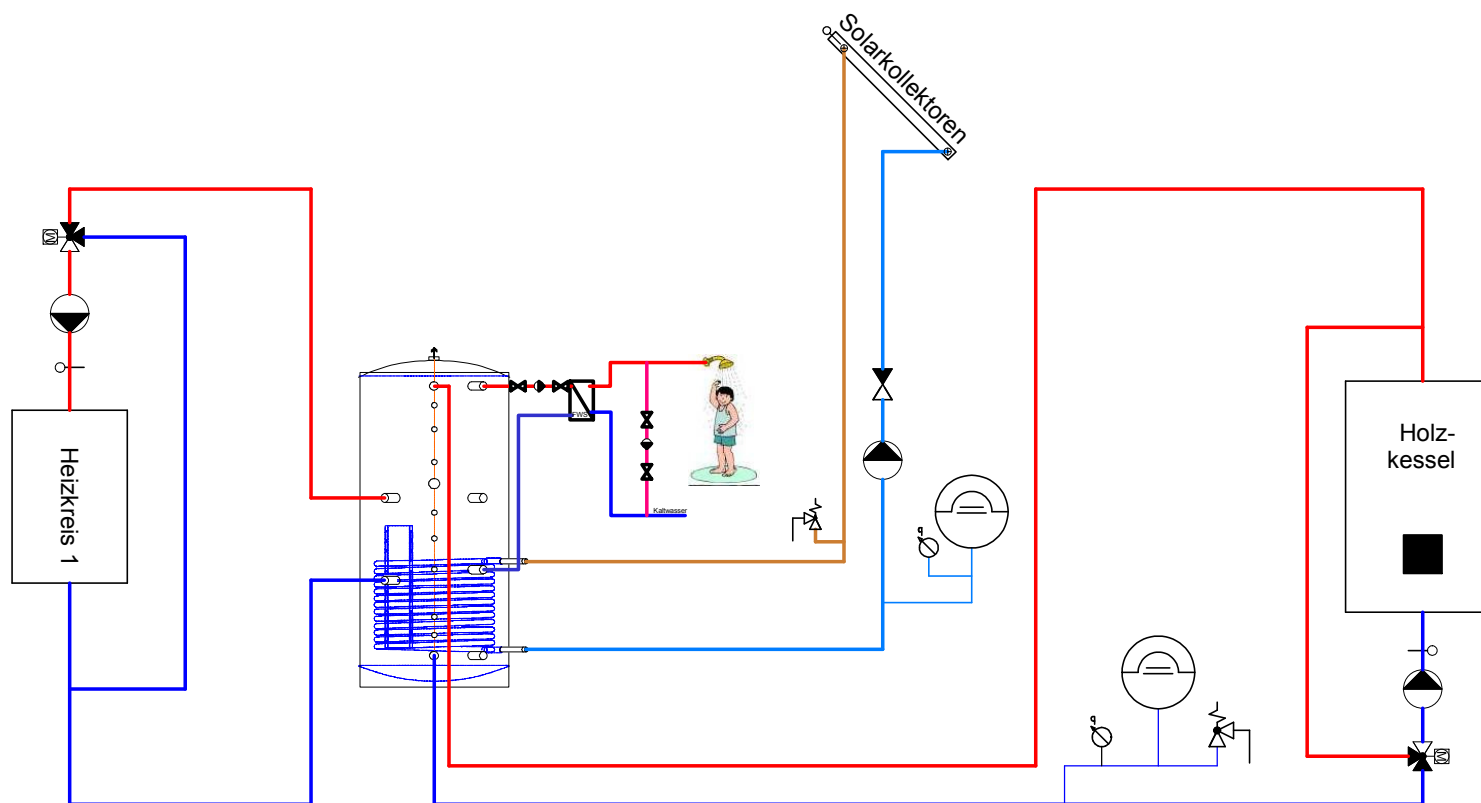 Solarkollektoren
M
FWS
Heizkreis 1
Kaltwasser
P
Holz-
kessel
P
M